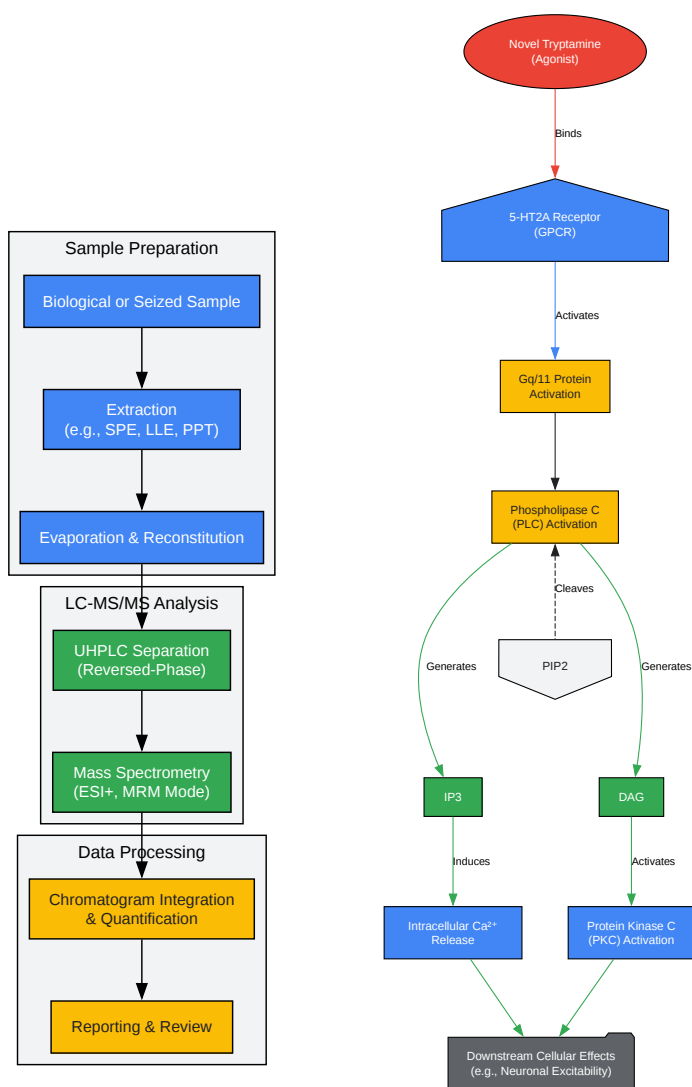 Sample Preparation
Biological or Seized Sample
Extraction
(e.g., SPE, LLE, PPT)
Evaporation & Reconstitution
LC-MS/MS Analysis
UHPLC Separation
(Reversed-Phase)
Mass Spectrometry
(ESI+, MRM Mode)
Data Processing
Chromatogram Integration
& Quantification
Reporting & Review
Novel Tryptamine
(Agonist)
Binds
5-HT2A Receptor
(GPCR)
Activates
Gq/11 Protein
Activation
Phospholipase C
(PLC) Activation
Cleaves
Generates
PIP2
Generates
IP3
DAG
Induces
Activates
Intracellular Ca²⁺
Release
Protein Kinase C
(PKC) Activation
Downstream Cellular Effects
(e.g., Neuronal Excitability)